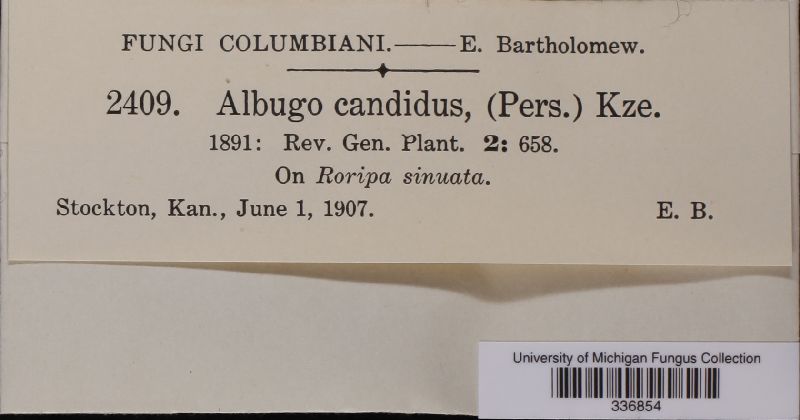 FUNGI COLUMBIANI.——E. Bartholomew.
2409. Albugo candidus, (Pers.) Kze.
1891: Rev. Gen. Plant. 2: 658.
On Roripa sinuata.
Stockton, Kan., June 1, 1907. E. B.
University of Michigan Fungus Collection
336854